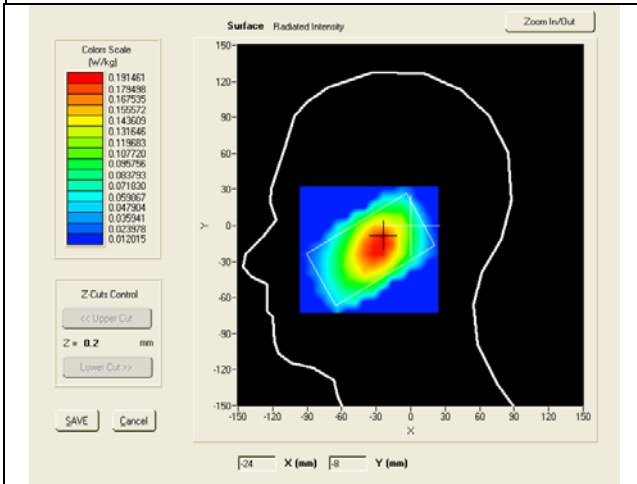 Surface Radiated Intensity
Zoom In/Out
Colors Scale
(W/kg)
0.191461
0.179498
0.167535
0.155572
0.143609
0.131646
0.119683
0.107720
0.095756
0.083793
0.071830
0.059867
0.047904
0.035941
0.023978
0.012015
Z-Cuts Control
<< Upper Cut
Z = 0.2 mm
Lower Cut >>
SAVE Cancel
150
120
90
60
30
0
-30
-60
-90
-120
-150
Y
-150 -120 -90 -60 -30 0 30 60 90 120 150
X
-24 X (mm) -8 Y (mm)